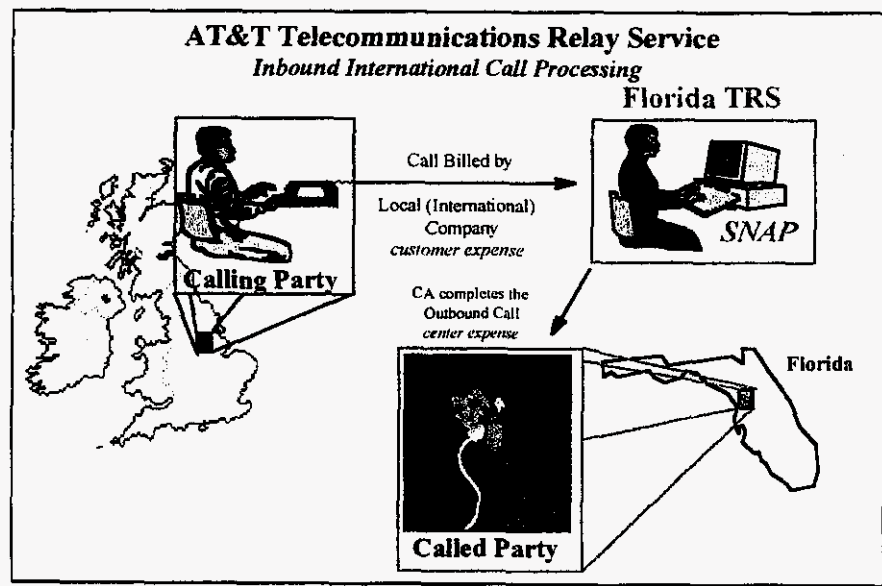 AT&T Telecommunications Relay Service
Inbound International Call Processing
Florida TRS
Call Billed by
Local (International)
Company
customer expense
SNAP
Calling Party
CA completes the
Outbound Call
center expense
Florida
Called Party